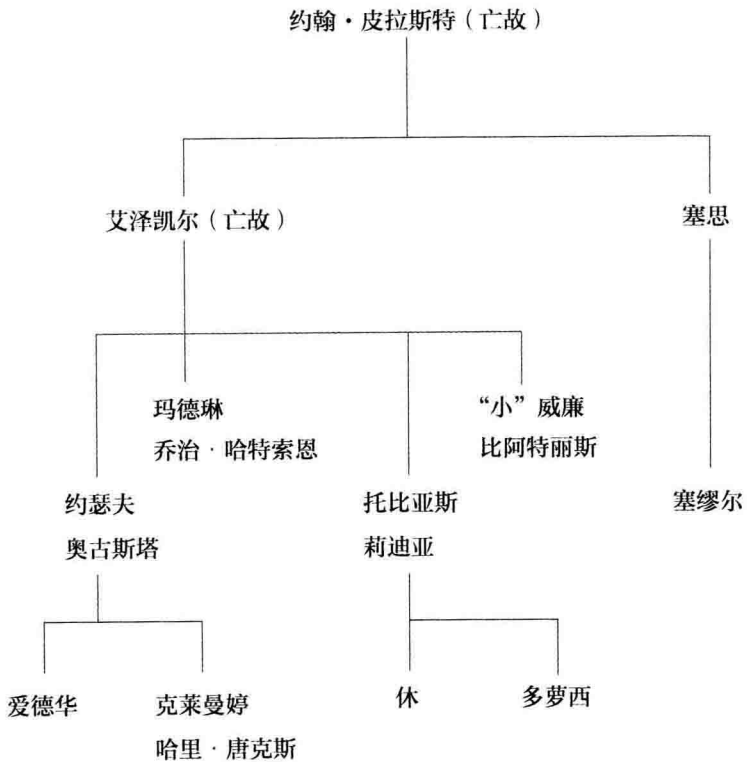 约翰·皮拉斯特（亡故）
艾泽凯尔（亡故）
塞思
玛德琳
乔治·哈特索恩
“小”威廉
比阿特丽斯
约瑟夫
奥古斯塔
托比亚斯
莉迪亚
塞缪尔
爱德华
克莱曼婷
哈里·唐克斯
休
多萝西